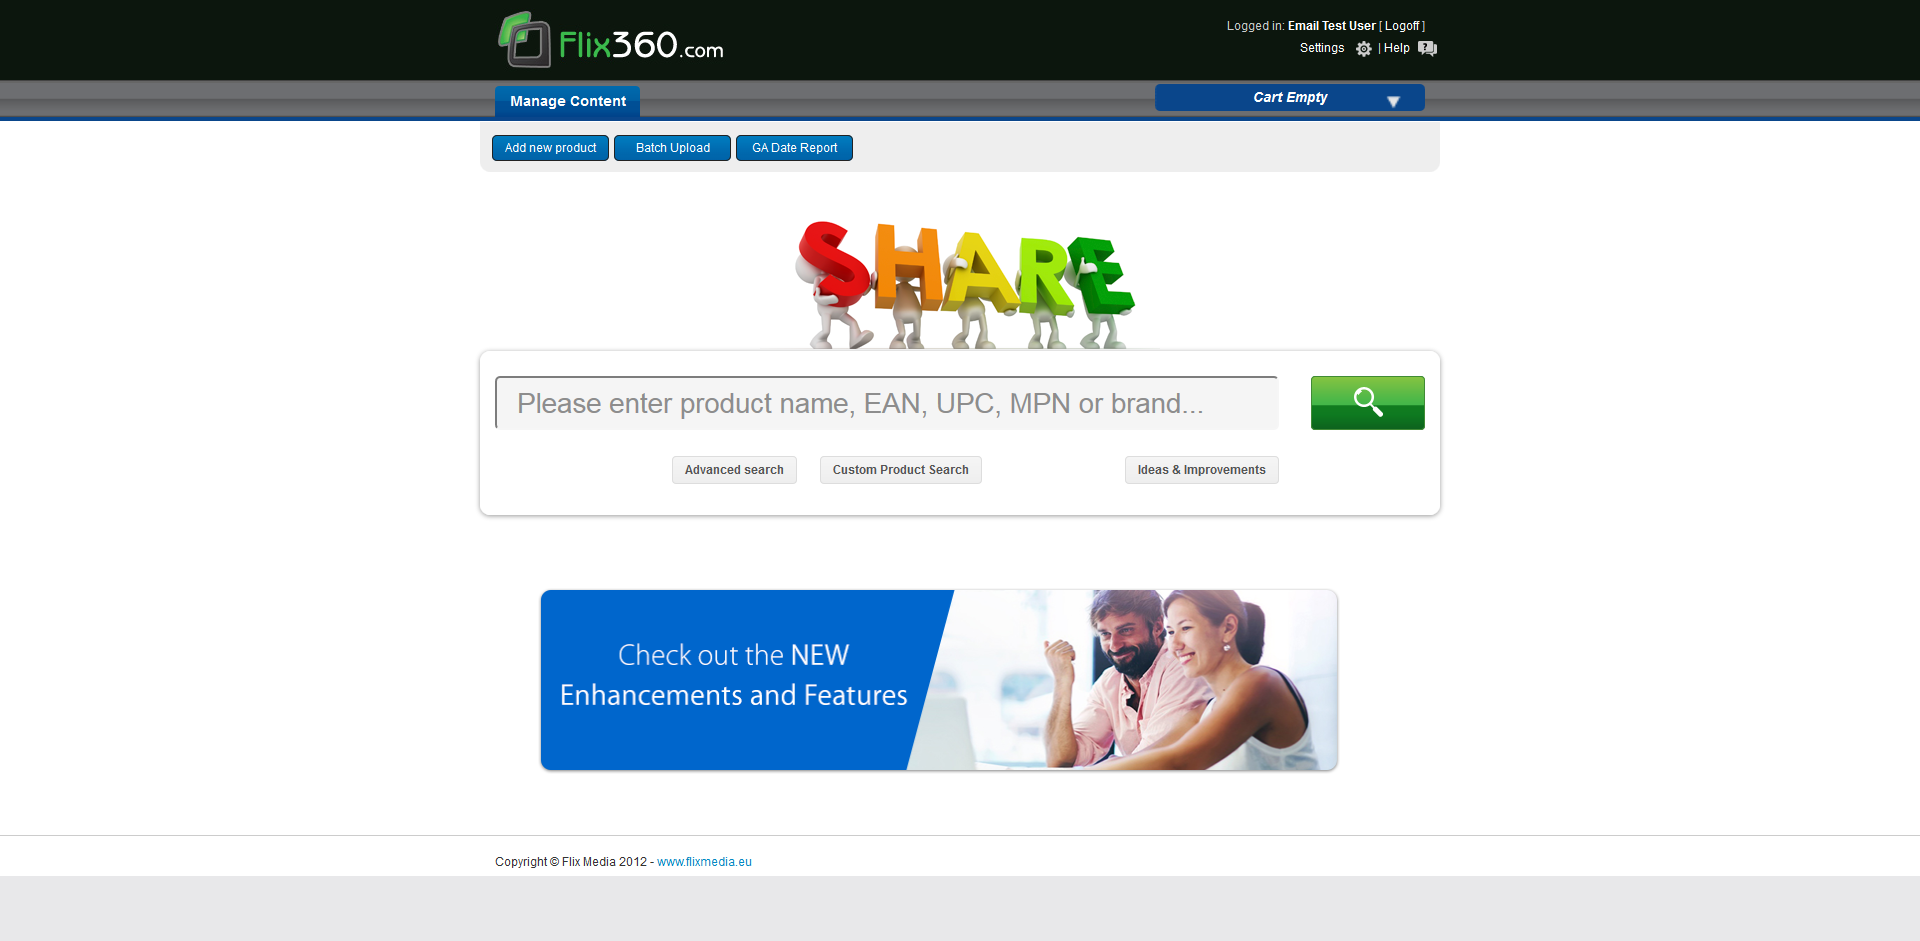 Flix360.com
Logged in: Email Test User [ Logoff ]
Settings | Help
Manage Content
Cart Empty
Add new product
Batch Upload
GA Date Report
SHARE
Please enter product name, EAN, UPC, MPN or brand...
Advanced search
Custom Product Search
Ideas & Improvements
Check out the NEW
Enhancements and Features
Copyright © Flix Media 2012 - www.flixmedia.eu